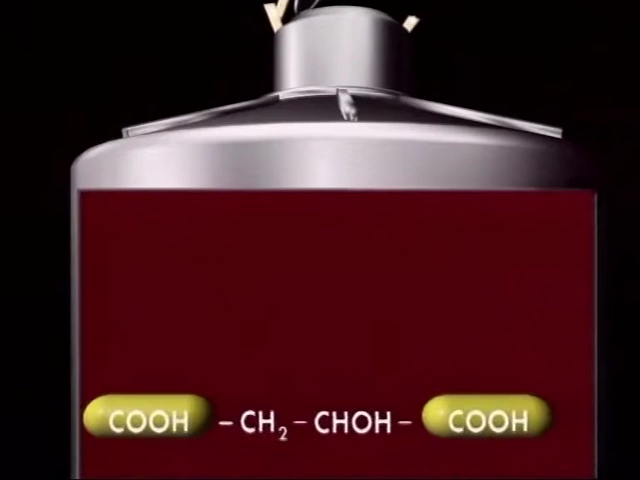 COOH – CH₂ – CHOH – COOH